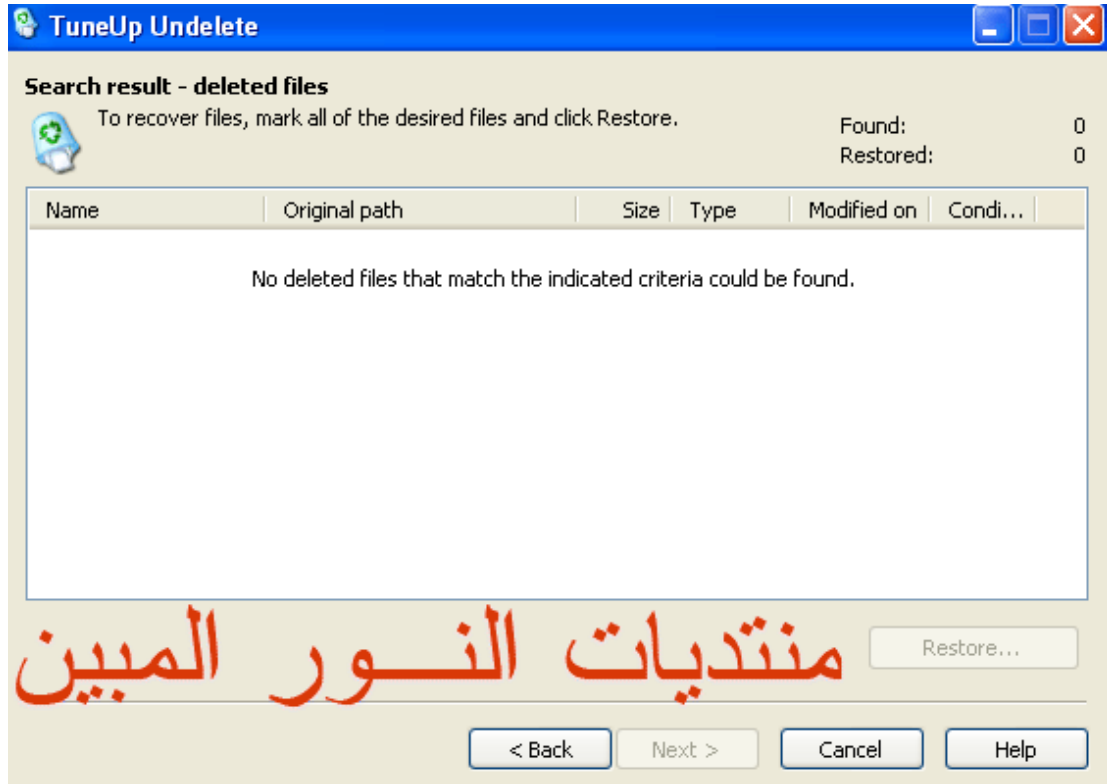 TuneUp Undelete
Search result - deleted files
To recover files, mark all of the desired files and click Restore.
Found: 0
Restored: 0
Name Original path Size Type Modified on Condi...
No deleted files that match the indicated criteria could be found.
منتديات النــور المبين
Restore...
< Back Next > Cancel Help